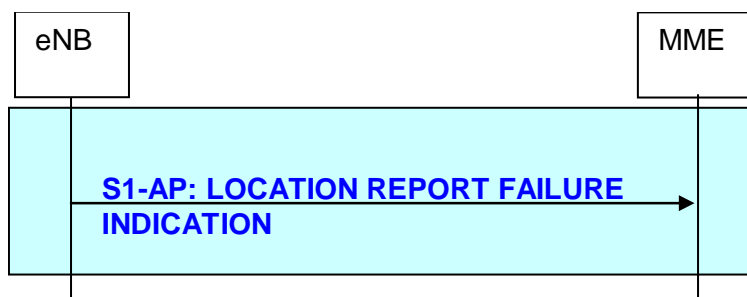 eNB
MME
S1-AP: LOCATION REPORT FAILURE
INDICATION